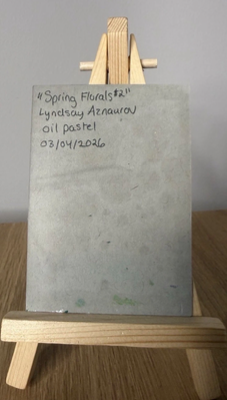 "Spring Florals #2"
Lyndsay Aznaurov
oil pastel
03/04/2026